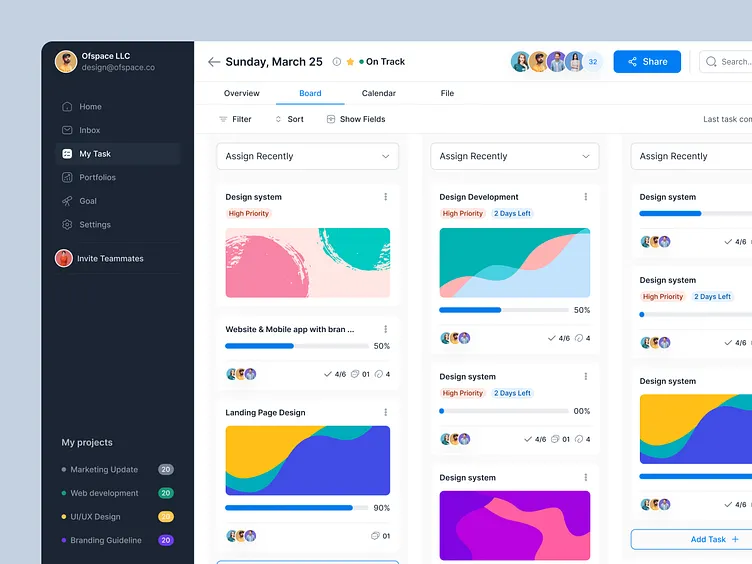 Ofspace LLC
design@ofspace.co
Home
Inbox
My Task
Portfolios
Goal
Settings
Invite Teammates
My projects
Marketing Update 20
Web development 20
UI/UX Design 20
Branding Guideline 20
Sunday, March 25 On Track
32
Share
Search...
Overview Board Calendar File
Filter Sort Show Fields
Last task com
Assign Recently
Design system
High Priority
Website & Mobile app with bran ...
50%
4/6 01 4
Landing Page Design
90%
01
Assign Recently
Design Development
High Priority 2 Days Left
50%
4/6 4
Design system
High Priority 2 Days Left
00%
4/6 01 4
Design system
Assign Recently
Design system
4/6
Design system
High Priority 2 Days Left
4/6
Design system
4/6
Add Task +